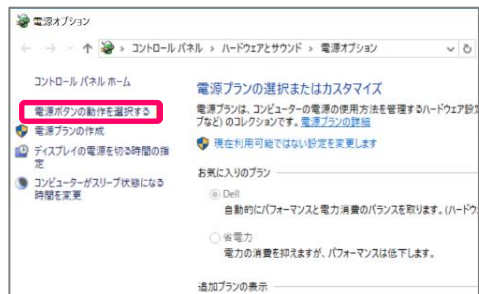 電源オプション
コントロール パネル › ハードウェアとサウンド › 電源オプション
コントロール パネル ホーム
電源ボタンの動作を選択する
電源プランの作成
ディスプレイの電源を切る時間の指
定
コンピューターがスリープ状態になる
時間を変更
電源プランの選択またはカスタマイズ
電源プランは、コンピューターの電源の使用方法を管理するハードウェア設
プなど) のコレクションです。電源プランの詳細
現在利用可能ではない設定を変更します
お気に入りのプラン
Dell
自動的にパフォーマンスと電力消費のバランスを取ります。(ハードウ
省電力
電力の消費を抑えますが、パフォーマンスは低下します。
追加プランの表示